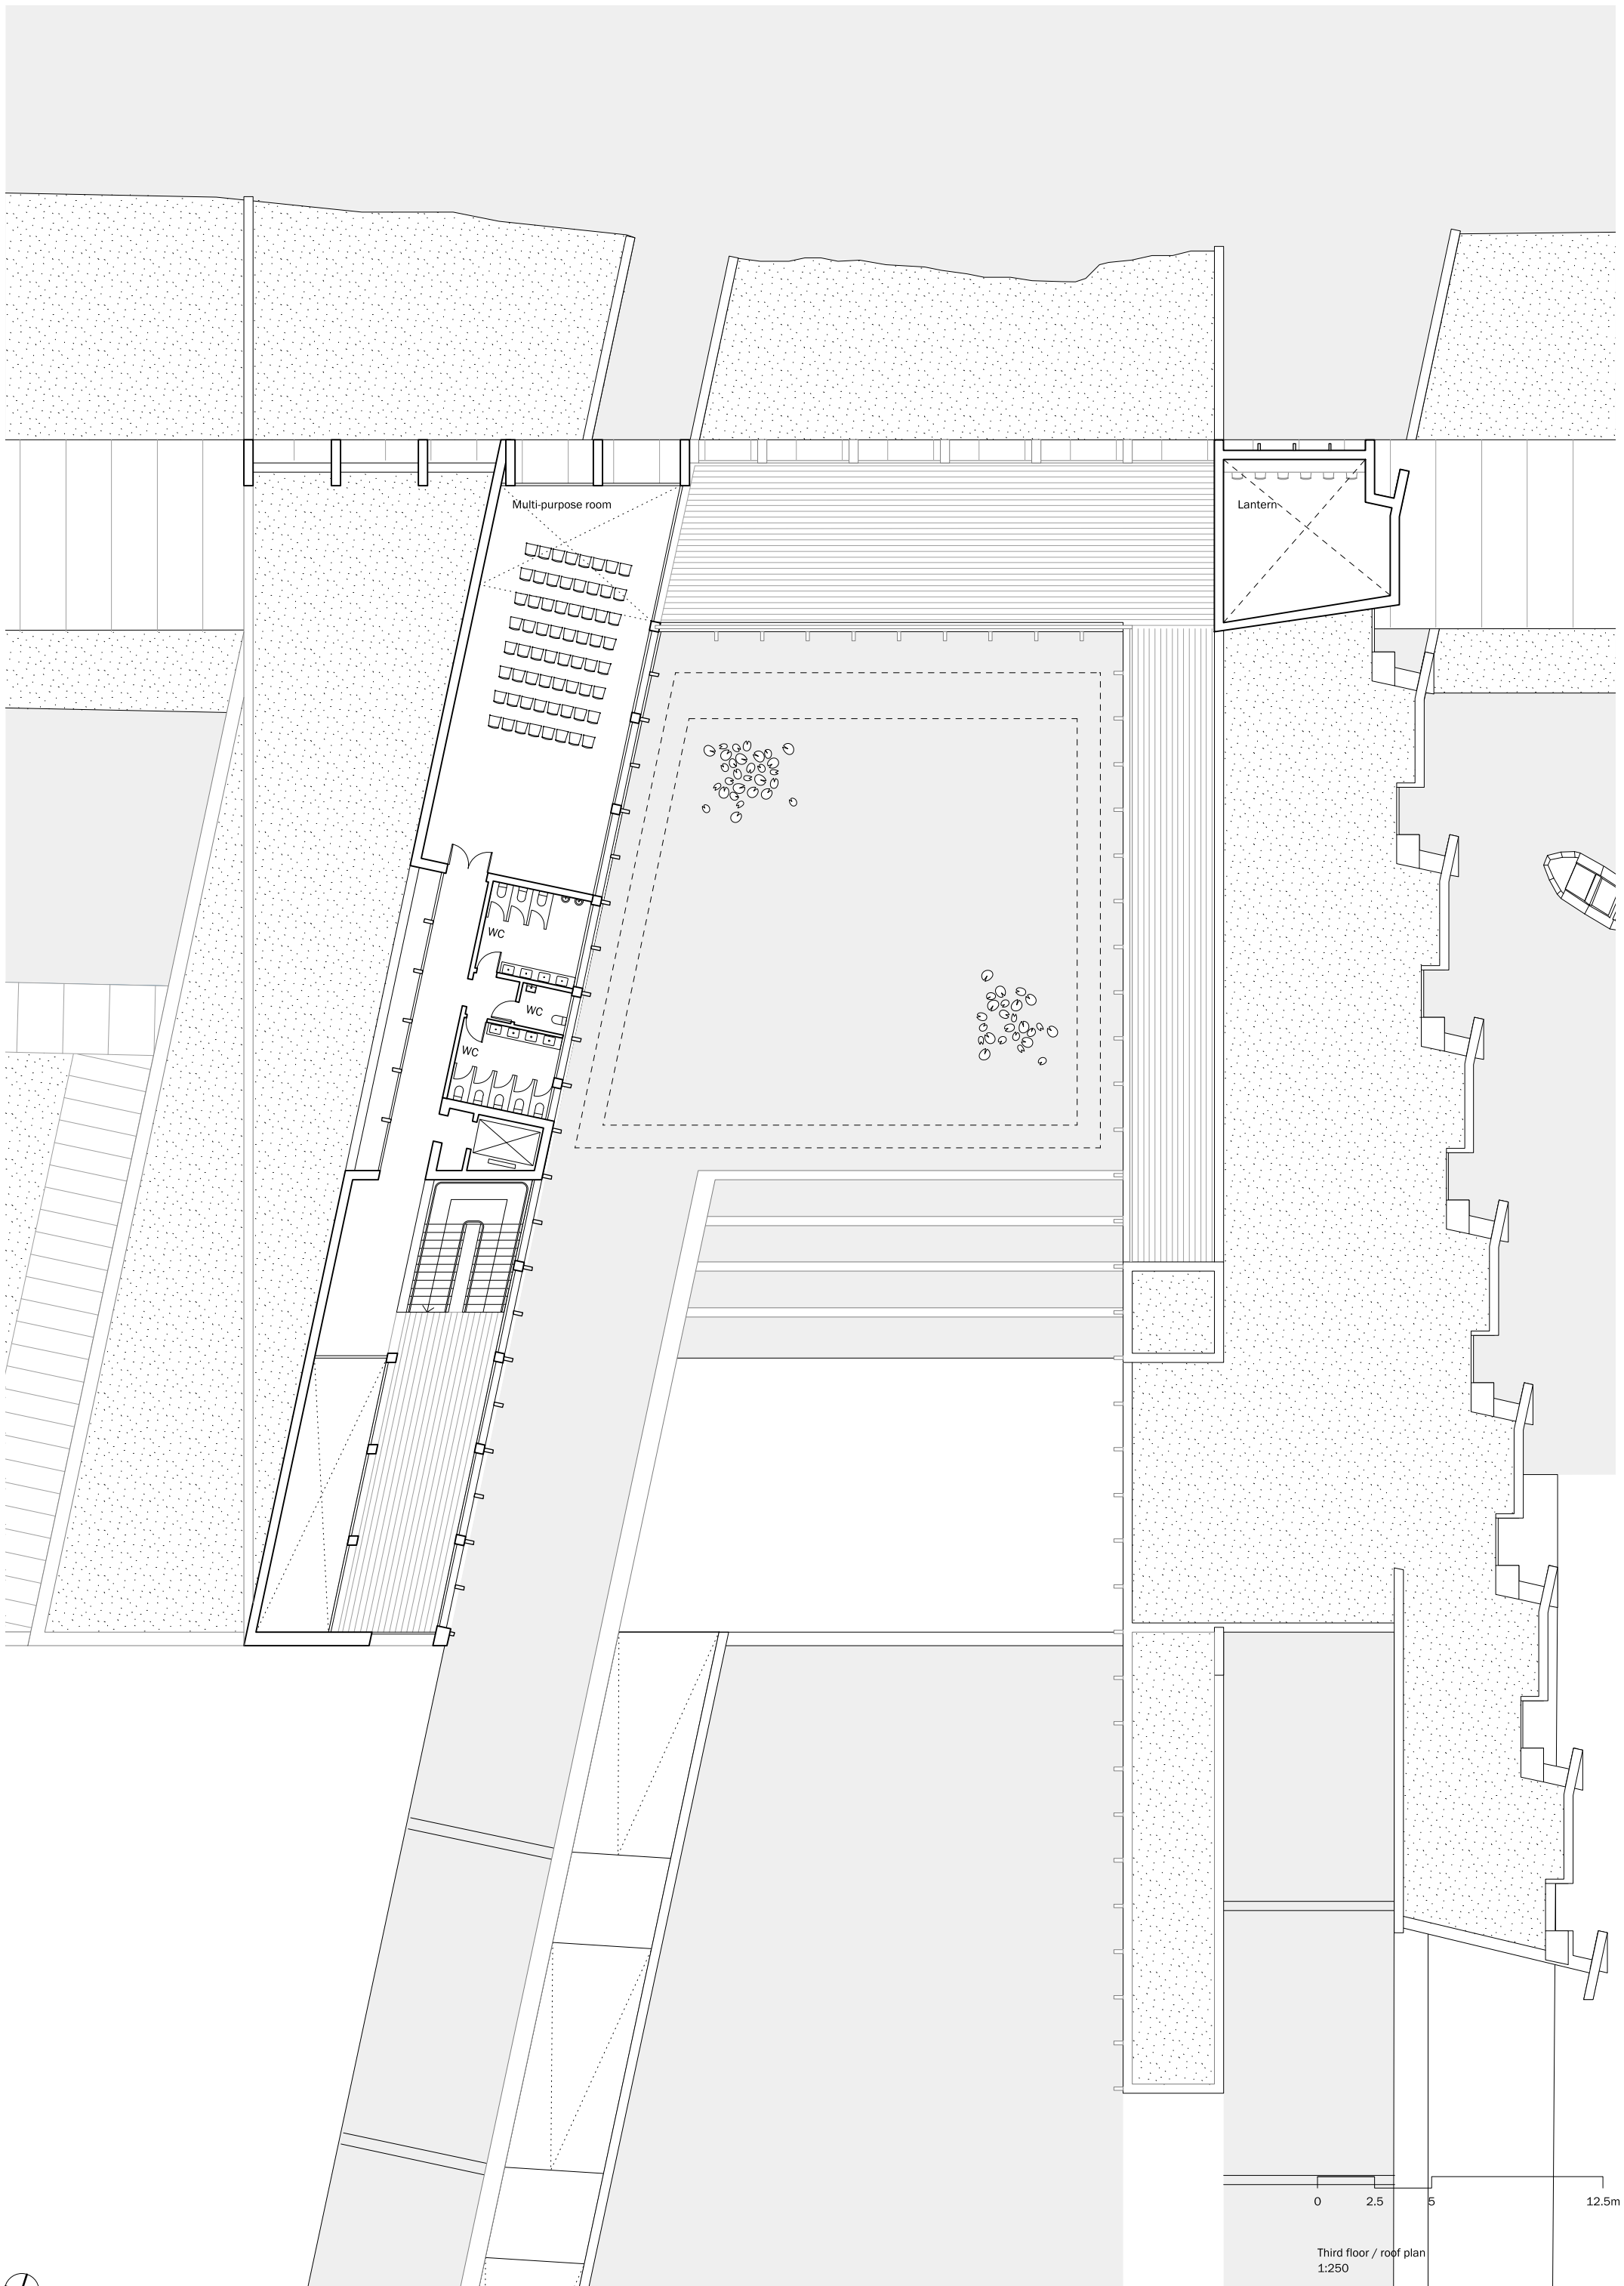 Multi-purpose room
Lantern
WC
WC
WC
0 2.5 5 12.5m
Third floor / roof plan
1:250